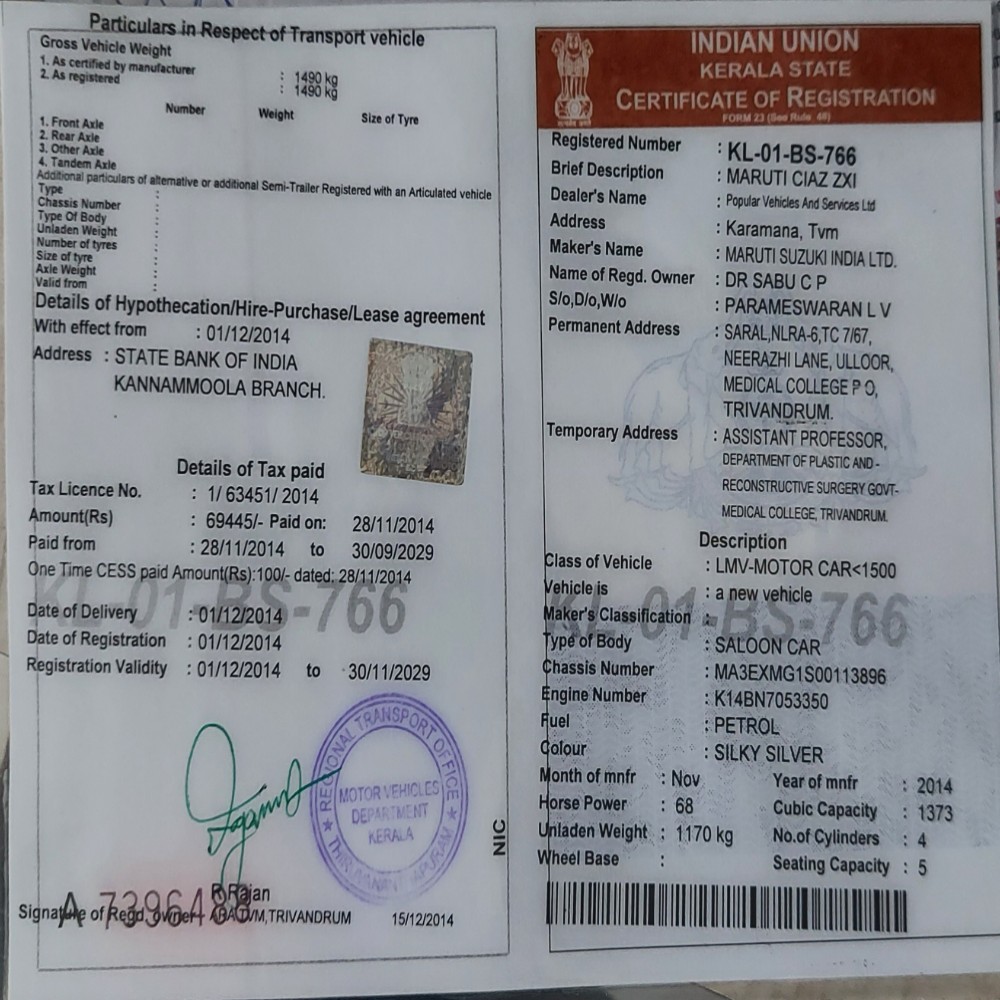 Particulars in Respect of Transport vehicle
Gross Vehicle Weight
1. As certified by manufacturer : 1490 kg
2. As registered : 1490 kg
Number Weight Size of Tyre
1. Front Axle
2. Rear Axle
3. Other Axle
4. Tandem Axle
Additional particulars of alternative or additional Semi-Trailer Registered with an Articulated vehicle
Type :
Chassis Number :
Type Of Body :
Unladen Weight :
Number of tyres :
Size of tyre :
Axle Weight :
Valid from :
Details of Hypothecation/Hire-Purchase/Lease agreement
With effect from : 01/12/2014
Address : STATE BANK OF INDIA
KANNAMMOOLA BRANCH.
Details of Tax paid
Tax Licence No. : 1/ 63451/ 2014
Amount(Rs) : 69445/- Paid on: 28/11/2014
Paid from : 28/11/2014 to 30/09/2029
One Time CESS paid Amount(Rs):100/- dated: 28/11/2014
KL-01-BS-766
Date of Delivery : 01/12/2014
Date of Registration : 01/12/2014
Registration Validity : 01/12/2014 to 30/11/2029
REGIONAL TRANSPORT OFFICE
MOTOR VEHICLES
DEPARTMENT
KERALA
THIRUVANANTHAPURAM
NIC
R Rajan
A 7396488
Signature of Regd. owner TVM,TRIVANDRUM 15/12/2014
INDIAN UNION
KERALA STATE
CERTIFICATE OF REGISTRATION
FORM 23 (See Rule 48)
Registered Number : KL-01-BS-766
Brief Description : MARUTI CIAZ ZXI
Dealer's Name : Popular Vehicles And Services Ltd
Address : Karamana, Tvm
Maker's Name : MARUTI SUZUKI INDIA LTD.
Name of Regd. Owner : DR SABU C P
S/o,D/o,W/o : PARAMESWARAN L V
Permanent Address : SARAL,NLRA-6,TC 7/67,
NEERAZHI LANE, ULLOOR,
MEDICAL COLLEGE P O,
TRIVANDRUM.
Temporary Address : ASSISTANT PROFESSOR,
DEPARTMENT OF PLASTIC AND -
RECONSTRUCTIVE SURGERY GOVT-
MEDICAL COLLEGE, TRIVANDRUM.
Description
Class of Vehicle : LMV-MOTOR CAR<1500
Vehicle is : a new vehicle
KL-01-BS-766
Maker's Classification :
Type of Body : SALOON CAR
Chassis Number : MA3EXMG1S00113896
Engine Number : K14BN7053350
Fuel : PETROL
Colour : SILKY SILVER
Month of mnfr : Nov Year of mnfr : 2014
Horse Power : 68 Cubic Capacity : 1373
Unladen Weight : 1170 kg No.of Cylinders : 4
Wheel Base : Seating Capacity : 5